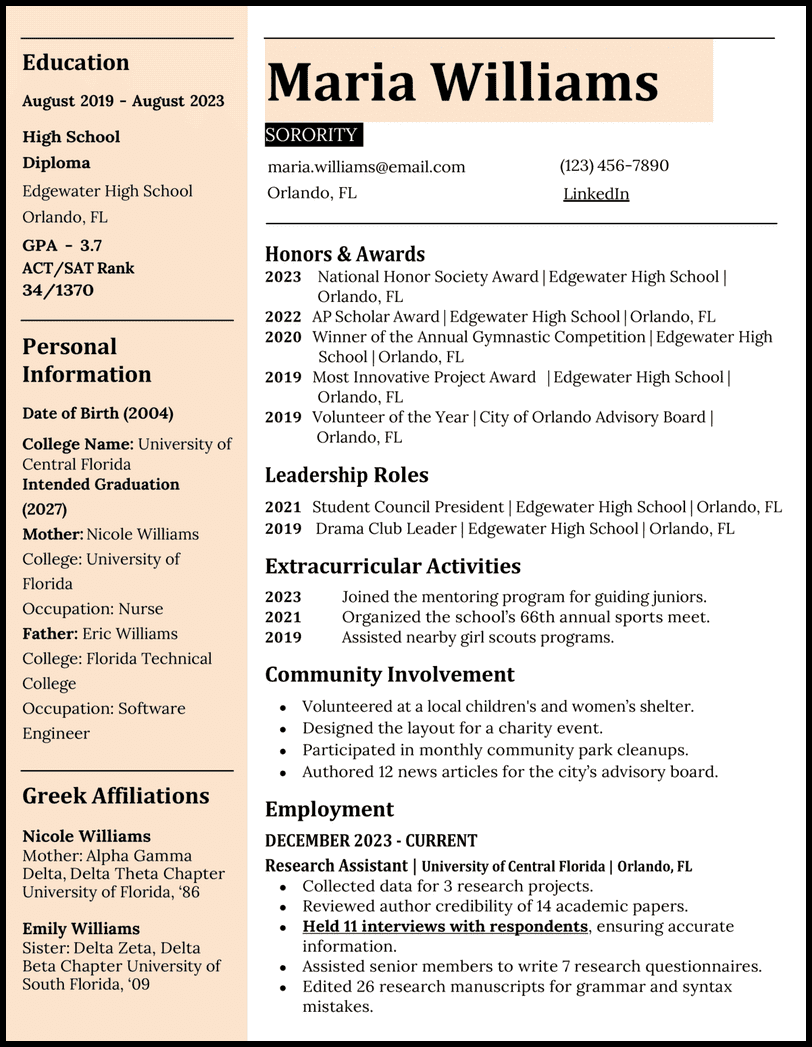 Education
August 2019 - August 2023
High School
Diploma
Edgewater High School
Orlando, FL
GPA - 3.7
ACT/SAT Rank
34/1370
Personal
Information
Date of Birth (2004)
College Name: University of
Central Florida
Intended Graduation
(2027)
Mother: Nicole Williams
College: University of
Florida
Occupation: Nurse
Father: Eric Williams
College: Florida Technical
College
Occupation: Software
Engineer
Greek Affiliations
Nicole Williams
Mother: Alpha Gamma
Delta, Delta Theta Chapter
University of Florida, ‘86
Emily Williams
Sister: Delta Zeta, Delta
Beta Chapter University of
South Florida, ‘09
Maria Williams
SORORITY
maria.williams@email.com (123) 456-7890
Orlando, FL LinkedIn
Honors & Awards
2023 National Honor Society Award | Edgewater High School |
Orlando, FL
2022 AP Scholar Award | Edgewater High School | Orlando, FL
2020 Winner of the Annual Gymnastic Competition | Edgewater High
School | Orlando, FL
2019 Most Innovative Project Award | Edgewater High School |
Orlando, FL
2019 Volunteer of the Year | City of Orlando Advisory Board |
Orlando, FL
Leadership Roles
2021 Student Council President | Edgewater High School | Orlando, FL
2019 Drama Club Leader | Edgewater High School | Orlando, FL
Extracurricular Activities
2023 Joined the mentoring program for guiding juniors.
2021 Organized the school’s 66th annual sports meet.
2019 Assisted nearby girl scouts programs.
Community Involvement
• Volunteered at a local children's and women’s shelter.
• Designed the layout for a charity event.
• Participated in monthly community park cleanups.
• Authored 12 news articles for the city’s advisory board.
Employment
DECEMBER 2023 - CURRENT
Research Assistant | University of Central Florida | Orlando, FL
• Collected data for 3 research projects.
• Reviewed author credibility of 14 academic papers.
• Held 11 interviews with respondents, ensuring accurate
information.
• Assisted senior members to write 7 research questionnaires.
• Edited 26 research manuscripts for grammar and syntax
mistakes.